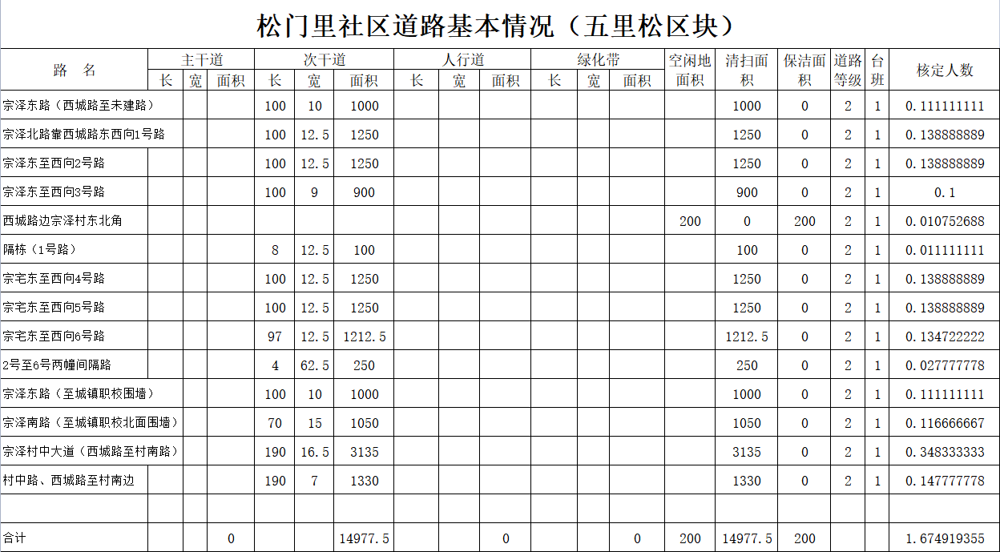 松门里社区道路基本情况（五里松区块）
路 名 主干道 次干道 人行道 绿化带 空闲地面积 清扫面积 保洁面积 道路等级 台班 核定人数
长 宽 面积 长 宽 面积 长 宽 面积 长 宽 面积
宗泽东路（西城路至未建路） 100 10 1000 1000 0 2 1 0.111111111
宗泽北路靠西城路东西向1号路 100 12.5 1250 1250 0 2 1 0.138888889
宗泽东至西向2号路 100 12.5 1250 1250 0 2 1 0.138888889
宗泽东至西向3号路 100 9 900 900 0 2 1 0.1
西城路边宗泽村东北角 200 0 200 2 1 0.010752688
隔栋（1号路） 8 12.5 100 100 0 2 1 0.011111111
宗宅东至西向4号路 100 12.5 1250 1250 0 2 1 0.138888889
宗宅东至西向5号路 100 12.5 1250 1250 0 2 1 0.138888889
宗宅东至西向6号路 97 12.5 1212.5 1212.5 0 2 1 0.134722222
2号至6号两幢间隔路 4 62.5 250 250 0 2 1 0.027777778
宗泽东路（至城镇职校围墙） 100 10 1000 1000 0 2 1 0.111111111
宗泽南路（至城镇职校北面围墙） 70 15 1050 1050 0 2 1 0.116666667
宗泽村中大道（西城路至村南路） 190 16.5 3135 3135 0 2 1 0.348333333
村中路、西城路至村南边 190 7 1330 1330 0 2 1 0.147777778
合计 0 14977.5 0 0 200 14977.5 200 1.674919355